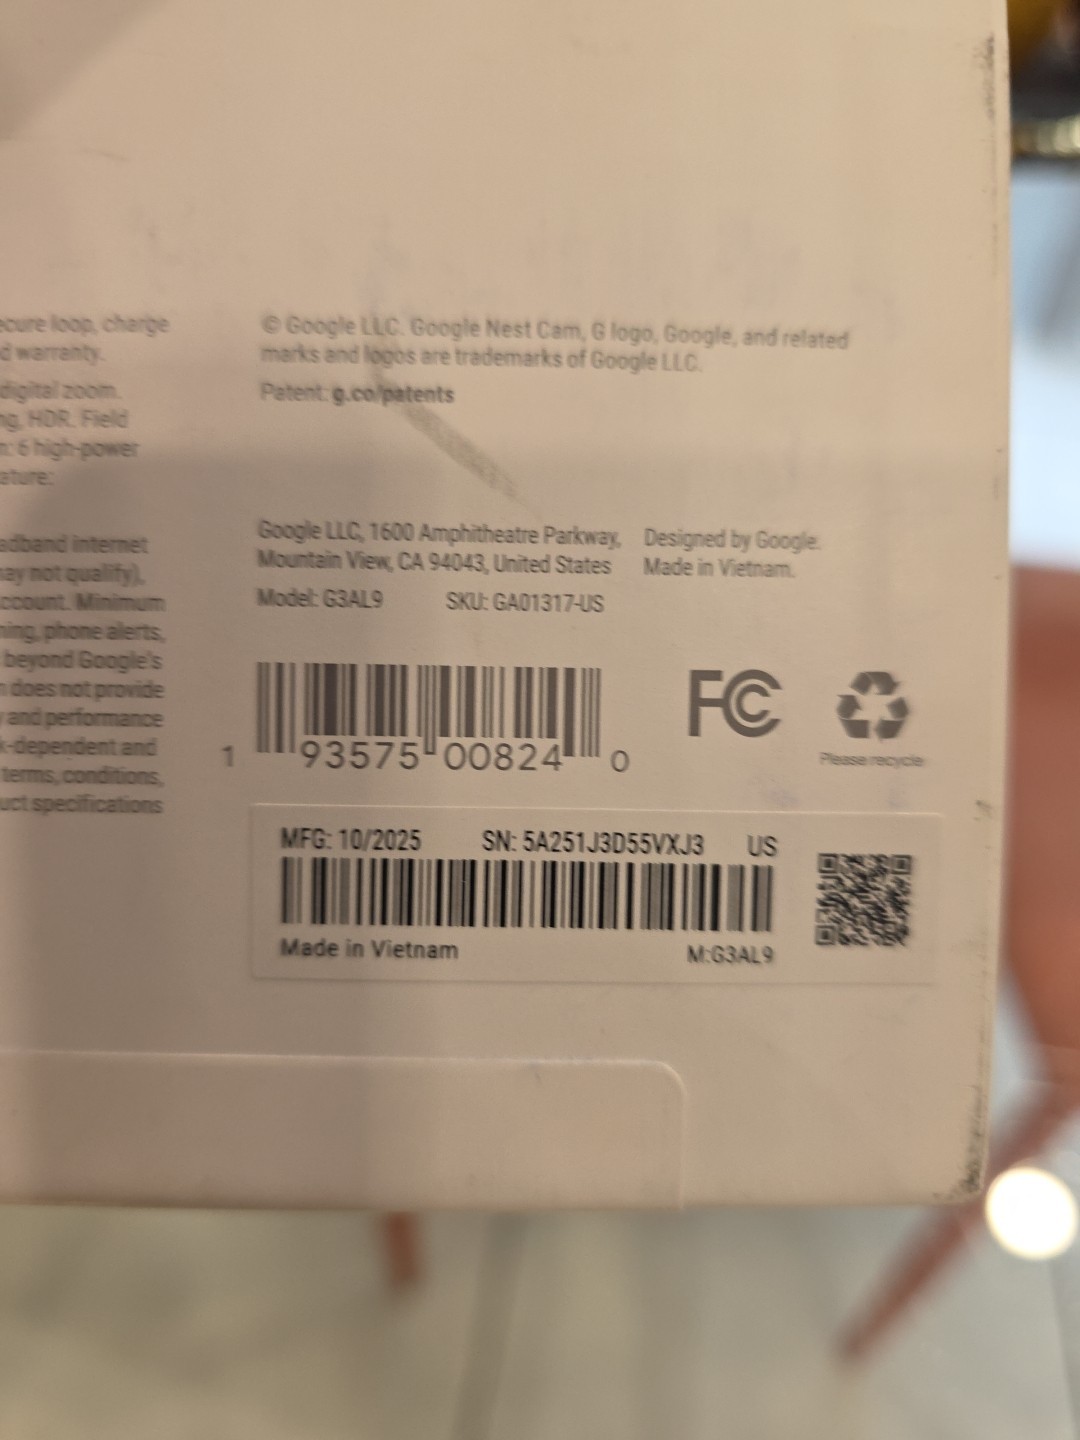 ecure loop, charge
d warranty.
digital zoom.
ng, HDR. Field
n: 6 high-power
ature:
adband internet
nay not qualify),
ccount. Minimum
ning, phone alerts,
beyond Google's
n does not provide
y and performance
k-dependent and
terms, conditions,
uct specifications
© Google LLC. Google Nest Cam, G logo, Google, and related
marks and logos are trademarks of Google LLC.
Patent: g.co/patents
Google LLC, 1600 Amphitheatre Parkway,
Mountain View, CA 94043, United States
Designed by Google.
Made in Vietnam.
Model: G3AL9 SKU: GA01317-US
1 93575 00824 0
FC
Please recycle
MFG: 10/2025 SN: 5A251J3D55VXJ3 US
Made in Vietnam M:G3AL9